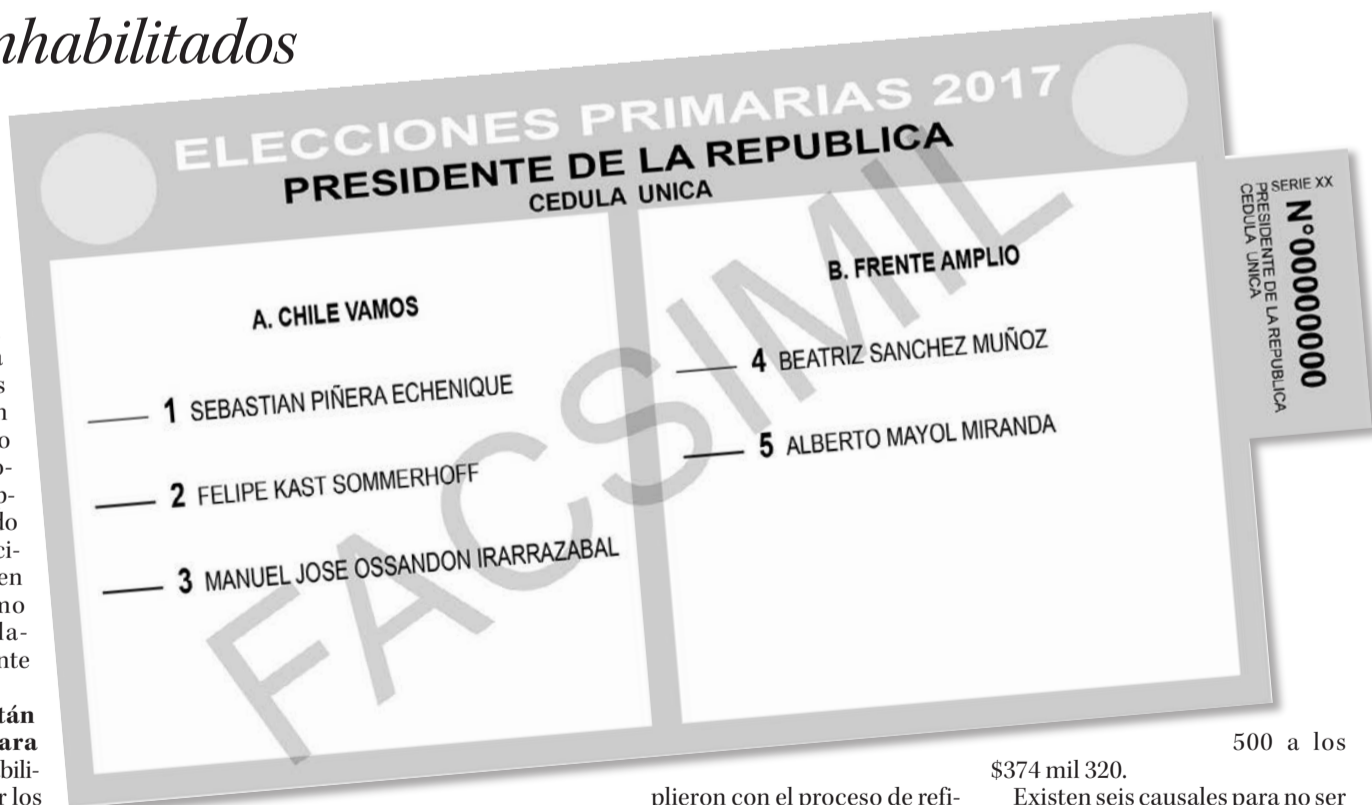 inhabilitados
ELECCIONES PRIMARIAS 2017
PRESIDENTE DE LA REPUBLICA
CEDULA UNICA
A. CHILE VAMOS
1 SEBASTIAN PIÑERA ECHENIQUE
2 FELIPE KAST SOMMERHOFF
3 MANUEL JOSE OSSANDON IRARRAZABAL
B. FRENTE AMPLIO
4 BEATRIZ SANCHEZ MUÑOZ
5 ALBERTO MAYOL MIRANDA
FACSIMIL
SERIE XX
N°0000000
PRESIDENTE DE LA REPUBLICA
CEDULA UNICA
500 a los
$374 mil 320.
Existen seis causales para no ser
plieron con el proceso de refi-